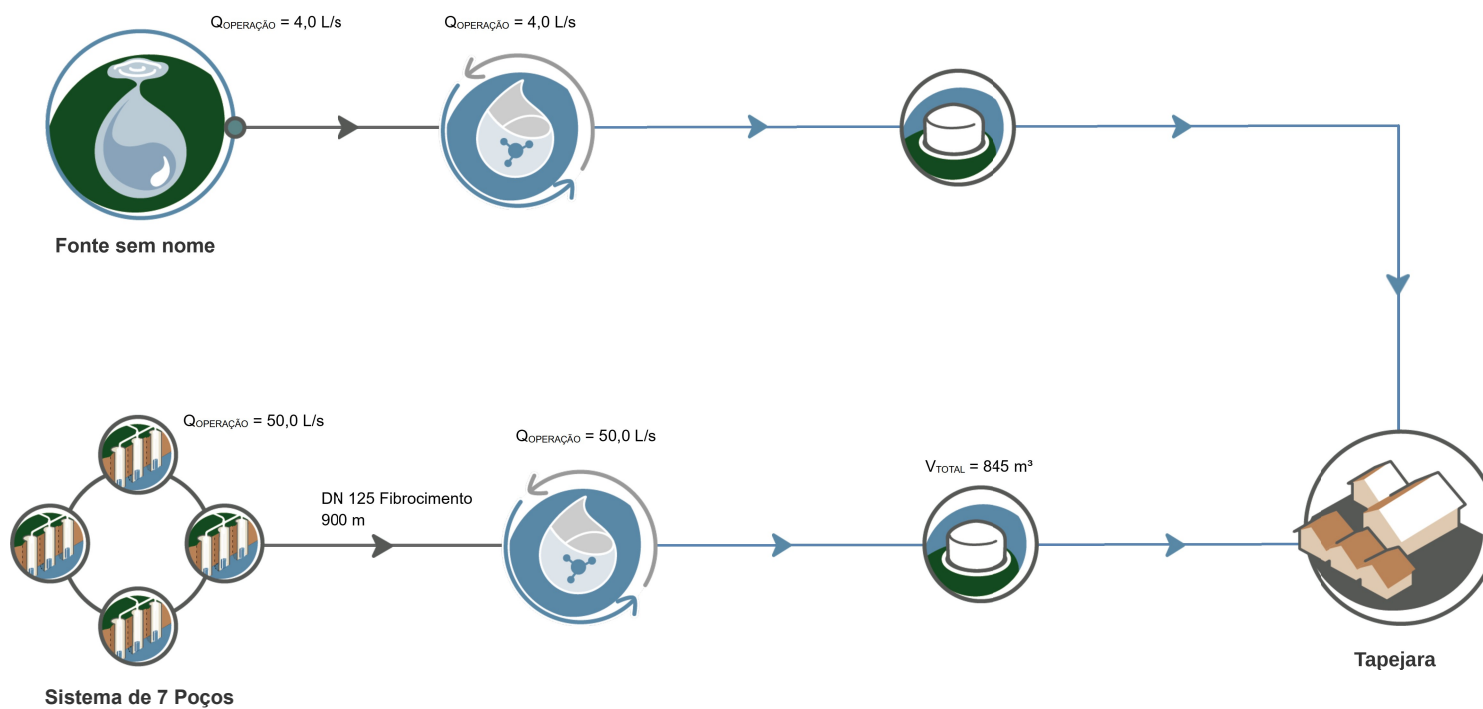 QOPERAÇÃO = 4,0 L/s
QOPERAÇÃO = 4,0 L/s
Fonte sem nome
QOPERAÇÃO = 50,0 L/s
QOPERAÇÃO = 50,0 L/s
VTOTAL = 845 m³
DN 125 Fibrocimento
900 m
Tapejara
Sistema de 7 Poços